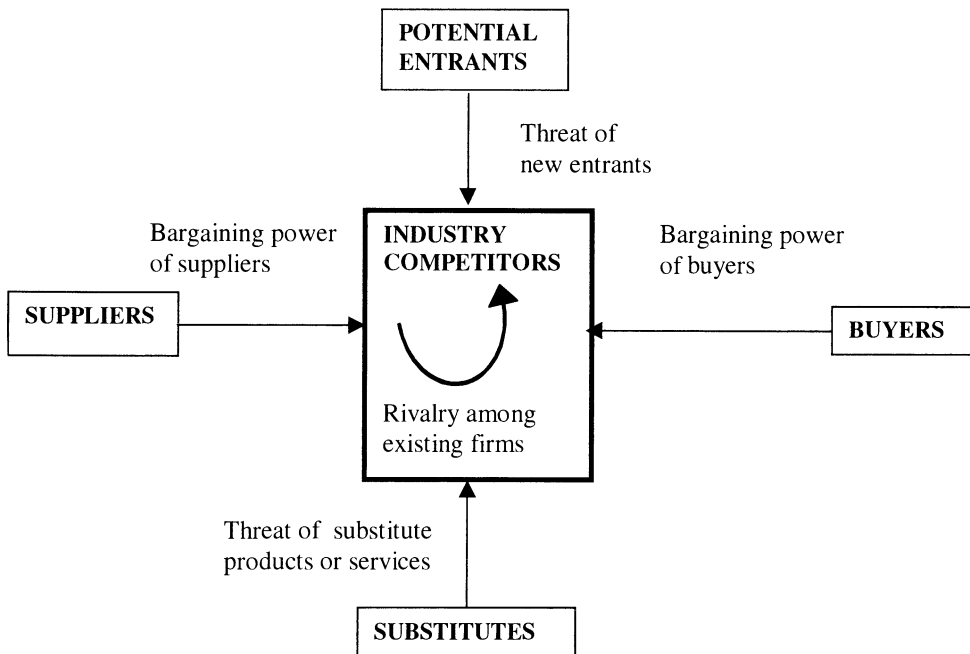 POTENTIAL
ENTRANTS
Threat of
new entrants
Bargaining power
of suppliers
INDUSTRY
COMPETITORS
Bargaining power
of buyers
SUPPLIERS
BUYERS
Rivalry among
existing firms
Threat of substitute
products or services
SUBSTITUTES